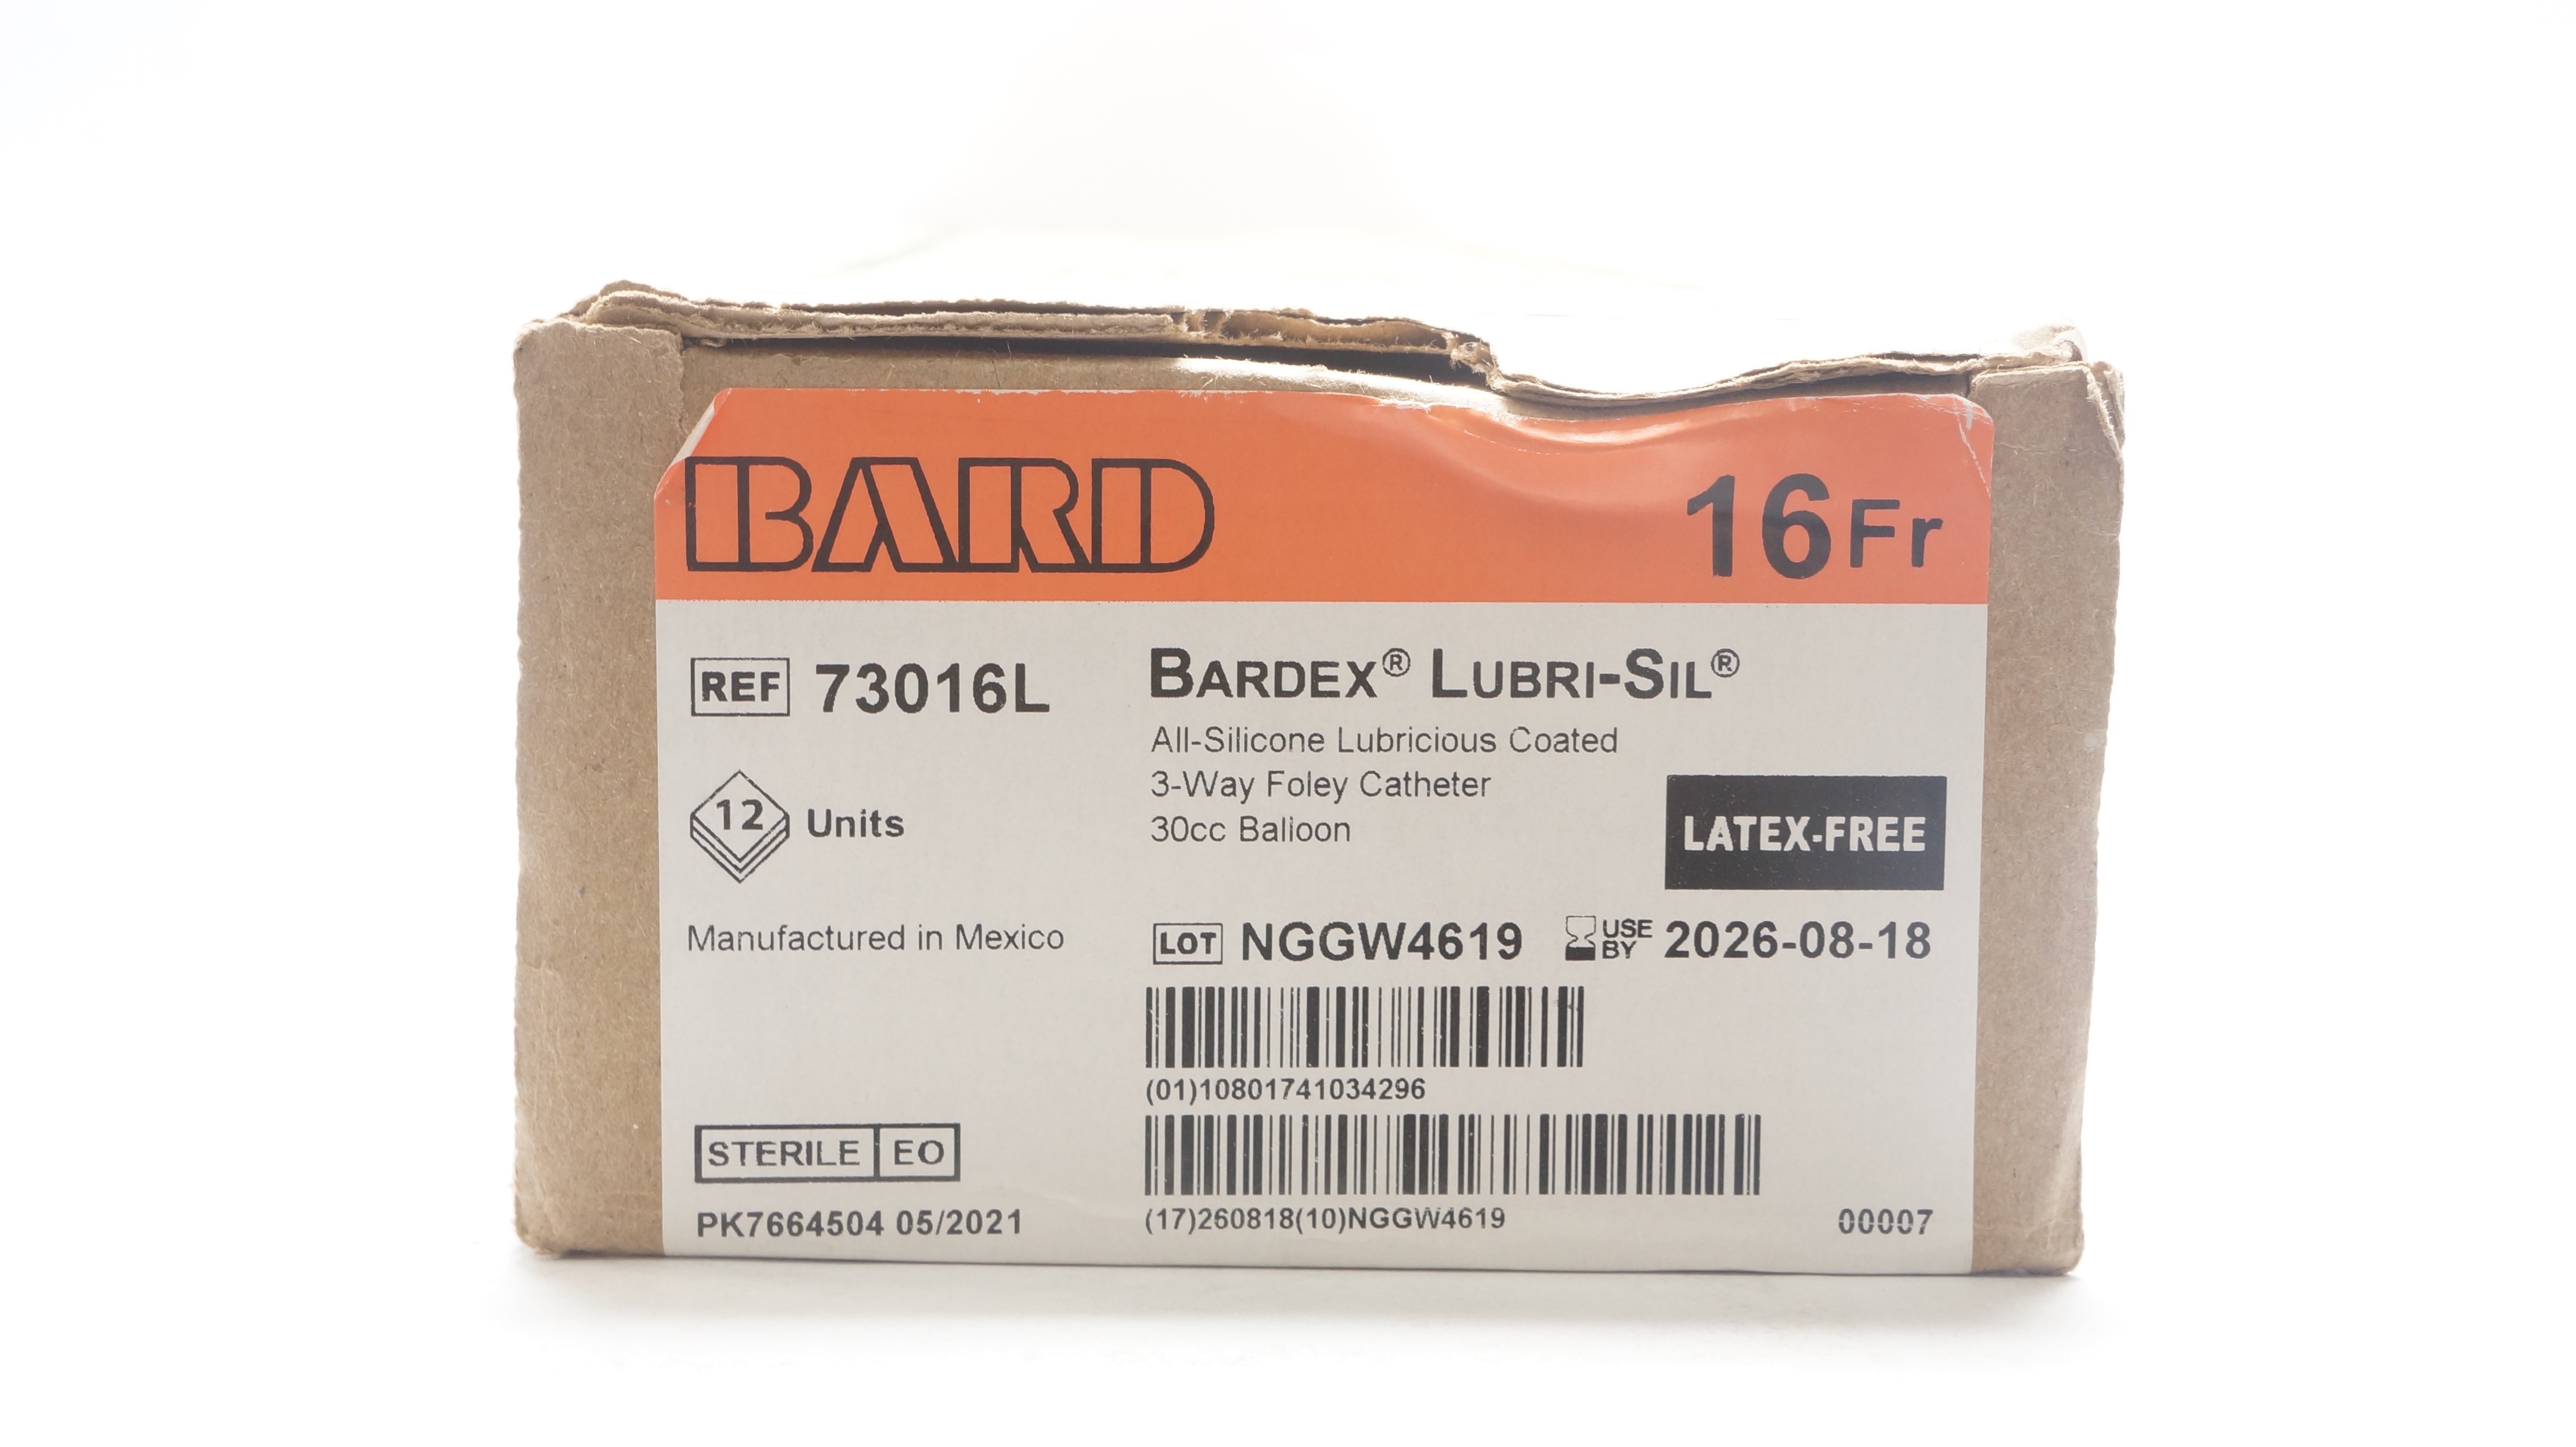 BARD
16 Fr
REF 73016L
BARDEX® LUBRI-SIL®
All-Silicone Lubricious Coated
3-Way Foley Catheter
30cc Balloon
12 Units
LATEX-FREE
Manufactured in Mexico
LOT NGGW4619
USE BY 2026-08-18
(01)10801741034296
STERILE EO
PK7664504 05/2021
(17)260818(10)NGGW4619
00007